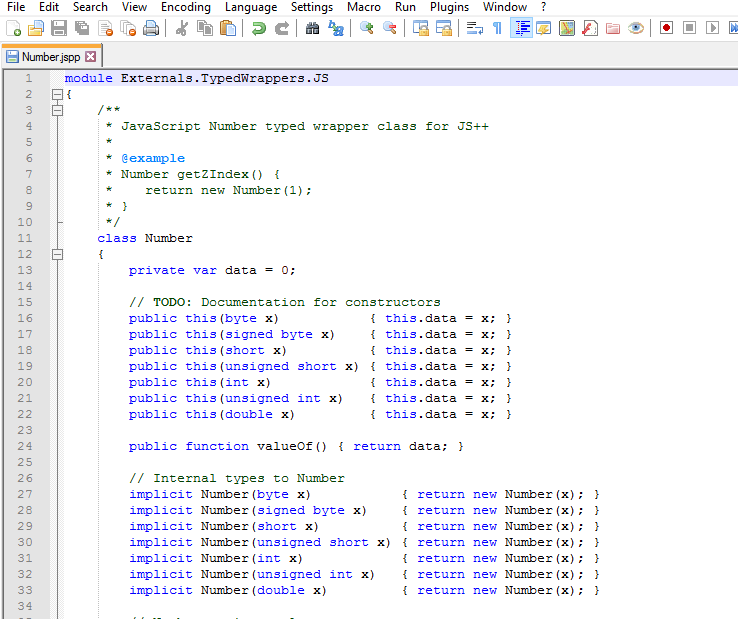 File Edit Search View Encoding Language Settings Macro Run Plugins Window ?
Number.jspp
1 module Externals.TypedWrappers.JS
2 {
3 /**
4 * JavaScript Number typed wrapper class for JS++
5 *
6 * @example
7 * Number getZIndex() {
8 *    return new Number(1);
9 * }
10 */
11 class Number
12 {
13 private var data = 0;
14
15 // TODO: Documentation for constructors
16 public this(byte x) { this.data = x; }
17 public this(signed byte x) { this.data = x; }
18 public this(short x) { this.data = x; }
19 public this(unsigned short x) { this.data = x; }
20 public this(int x) { this.data = x; }
21 public this(unsigned int x) { this.data = x; }
22 public this(double x) { this.data = x; }
23
24 public function valueOf() { return data; }
25
26 // Internal types to Number
27 implicit Number(byte x) { return new Number(x); }
28 implicit Number(signed byte x) { return new Number(x); }
29 implicit Number(short x) { return new Number(x); }
30 implicit Number(unsigned short x) { return new Number(x); }
31 implicit Number(int x) { return new Number(x); }
32 implicit Number(unsigned int x) { return new Number(x); }
33 implicit Number(double x) { return new Number(x); }
34